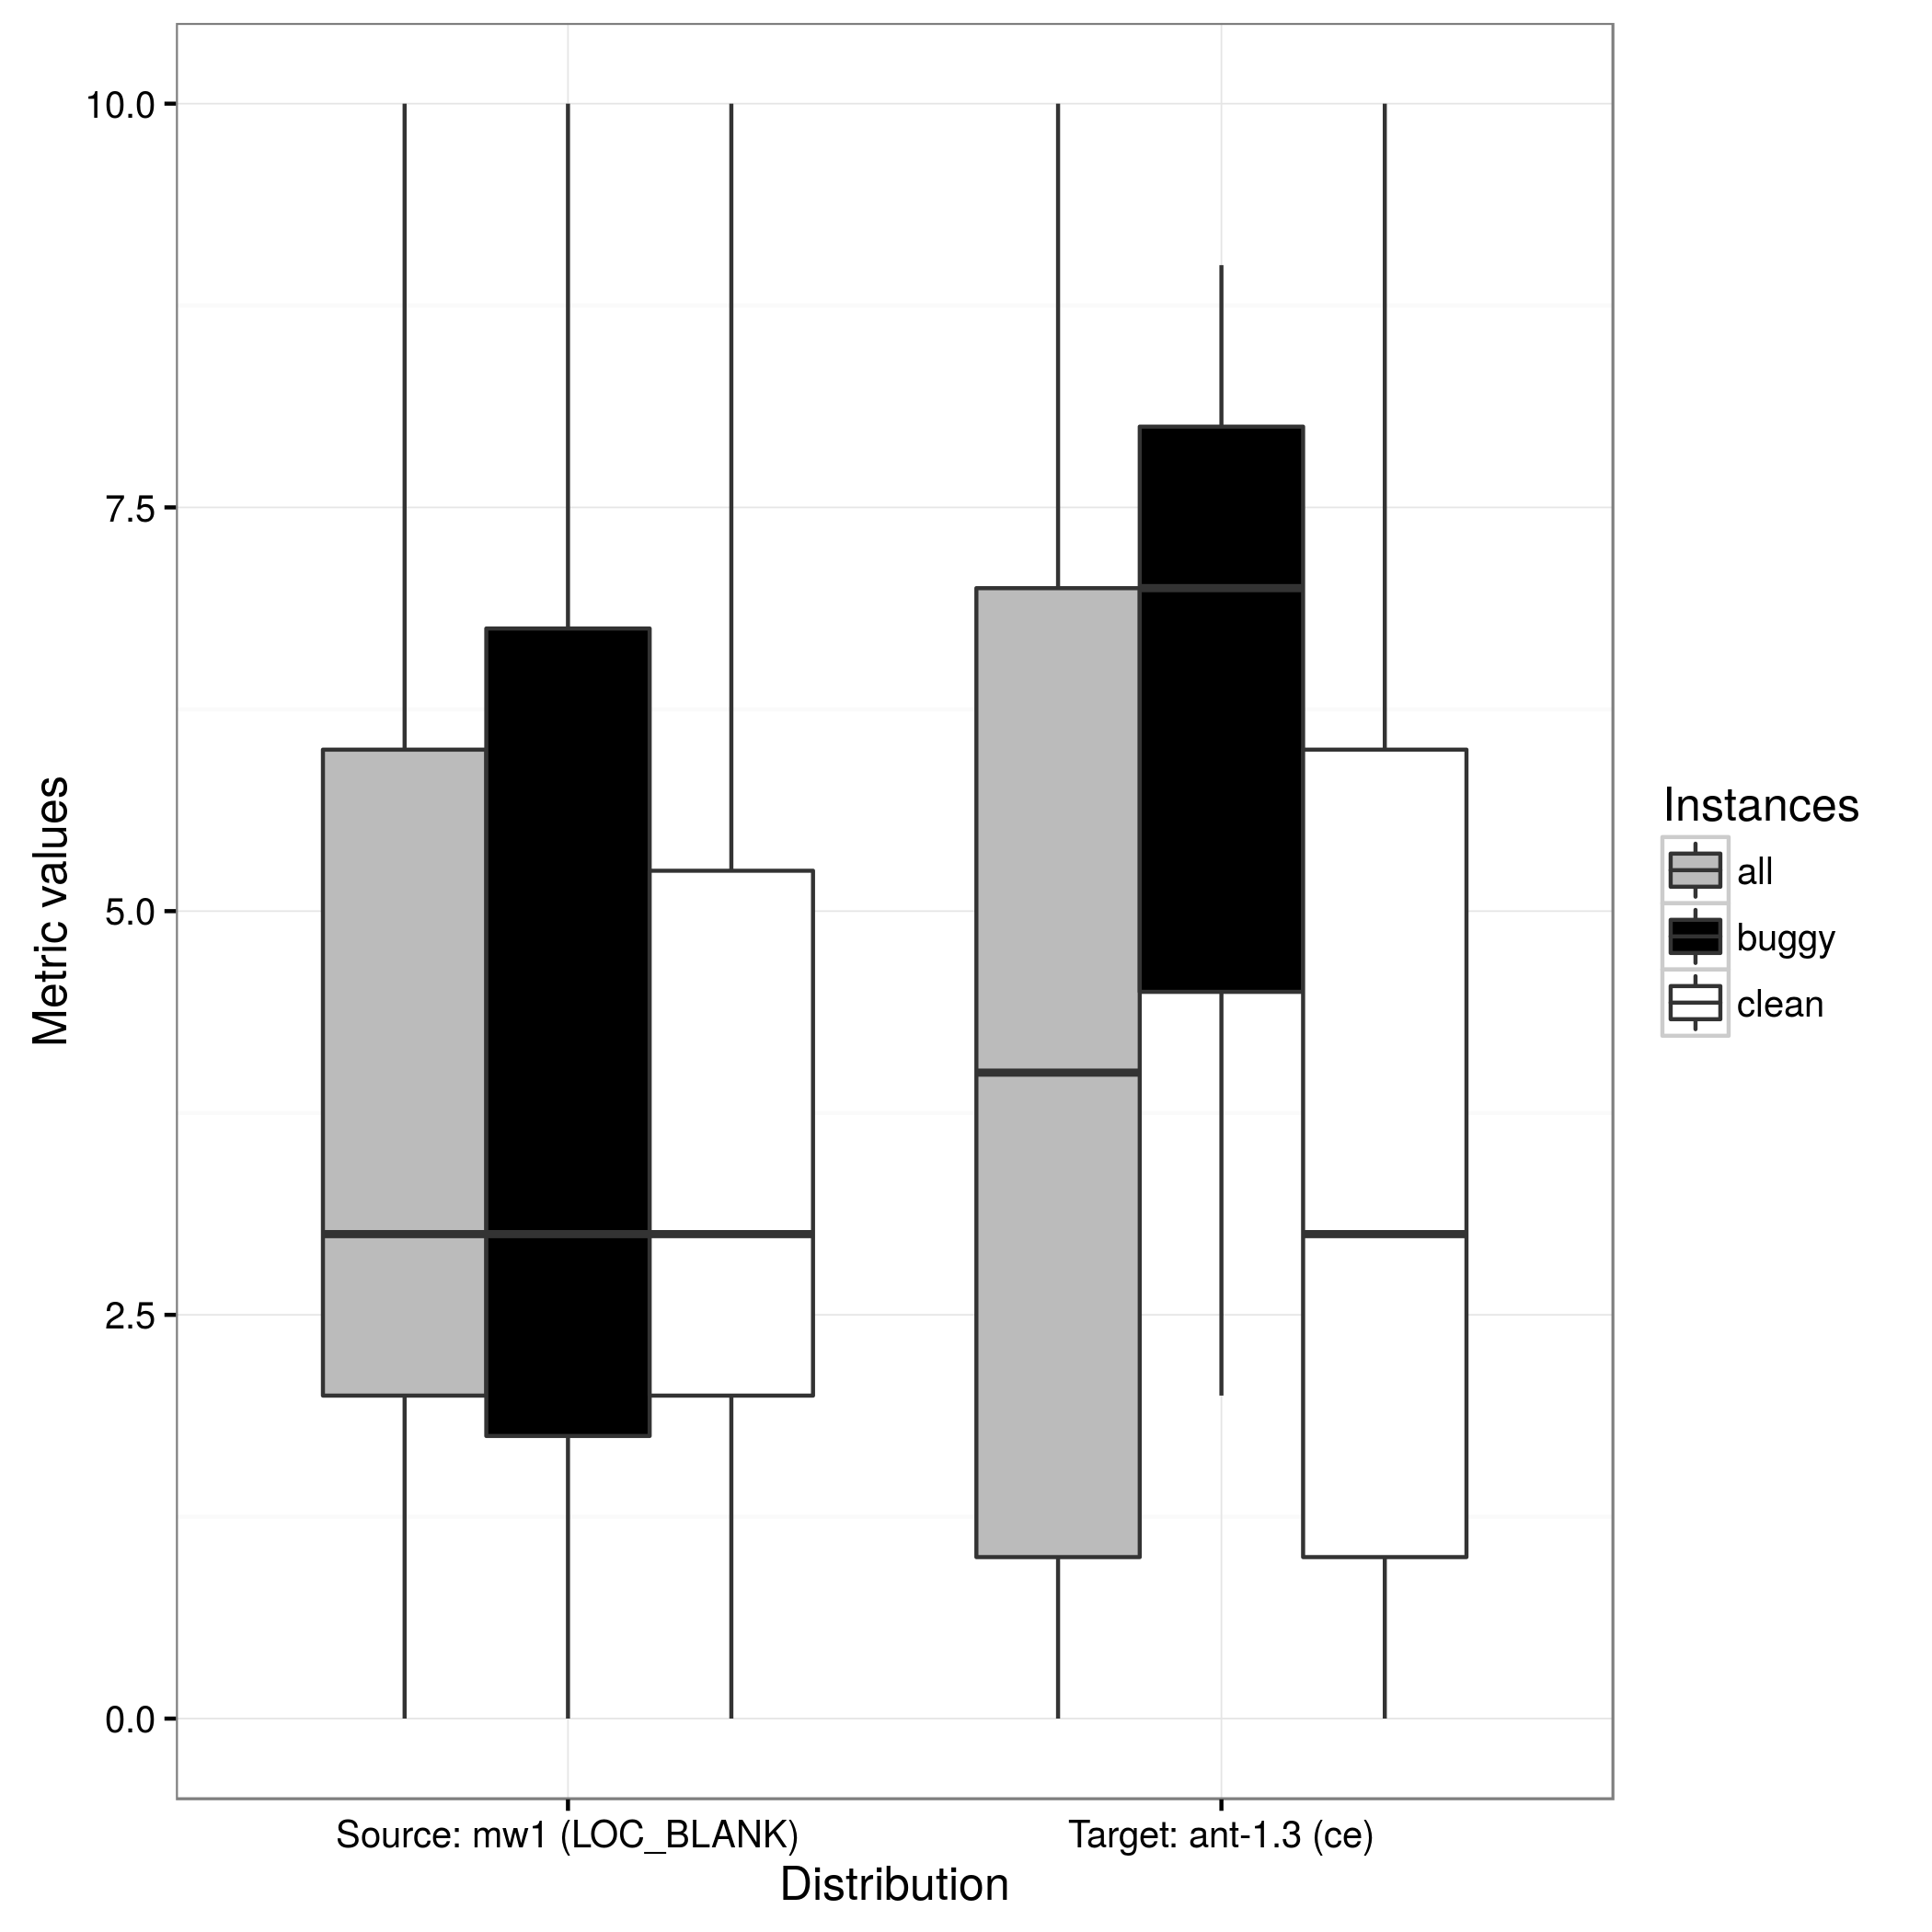 10.0
7.5
5.0
2.5
0.0
Metric values
Source: mw1 (LOC_BLANK)
Target: ant-1.3 (ce)
Distribution
Instances
all
buggy
clean